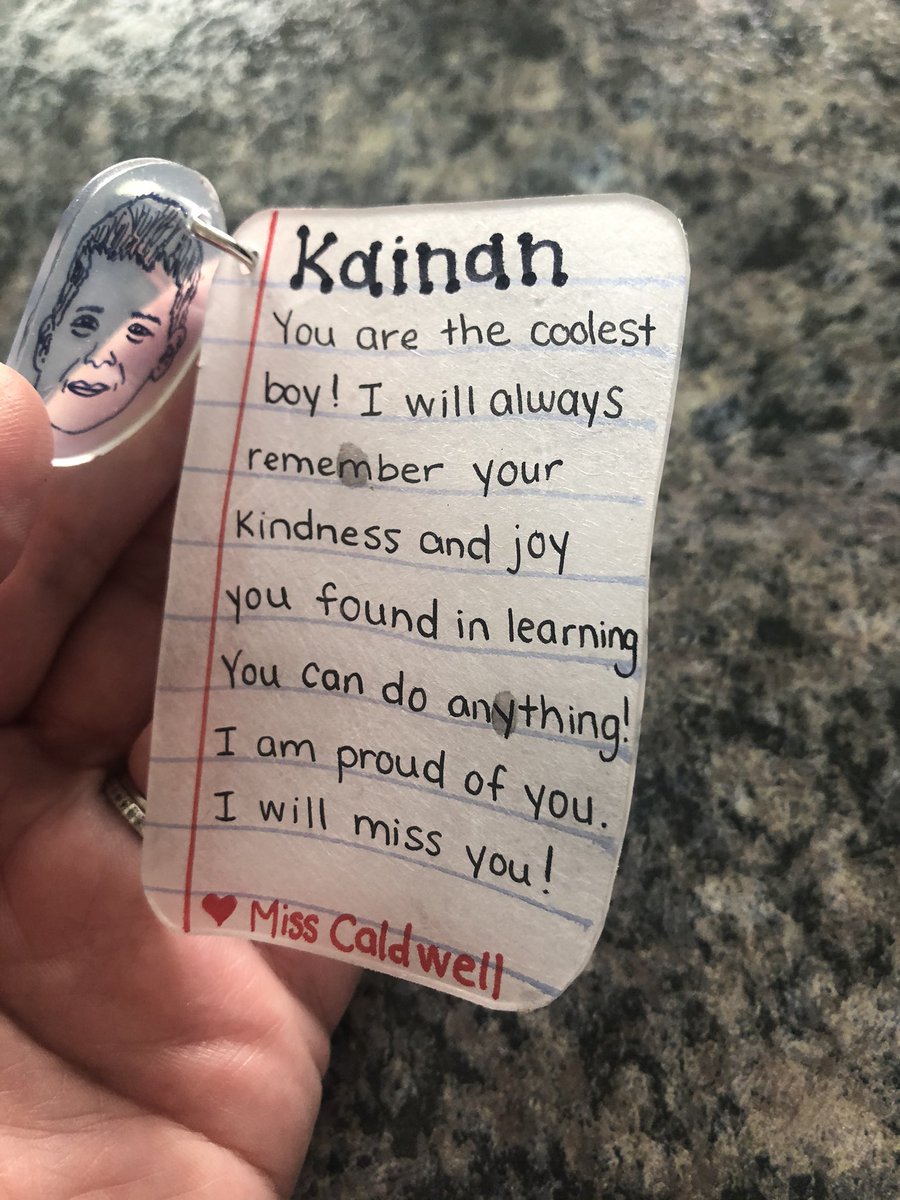 Kainan
You are the coolest
boy! I will always
remember your
kindness and joy
you found in learning
You can do anything!
I am proud of you.
I will miss you!
♥ Miss Caldwell